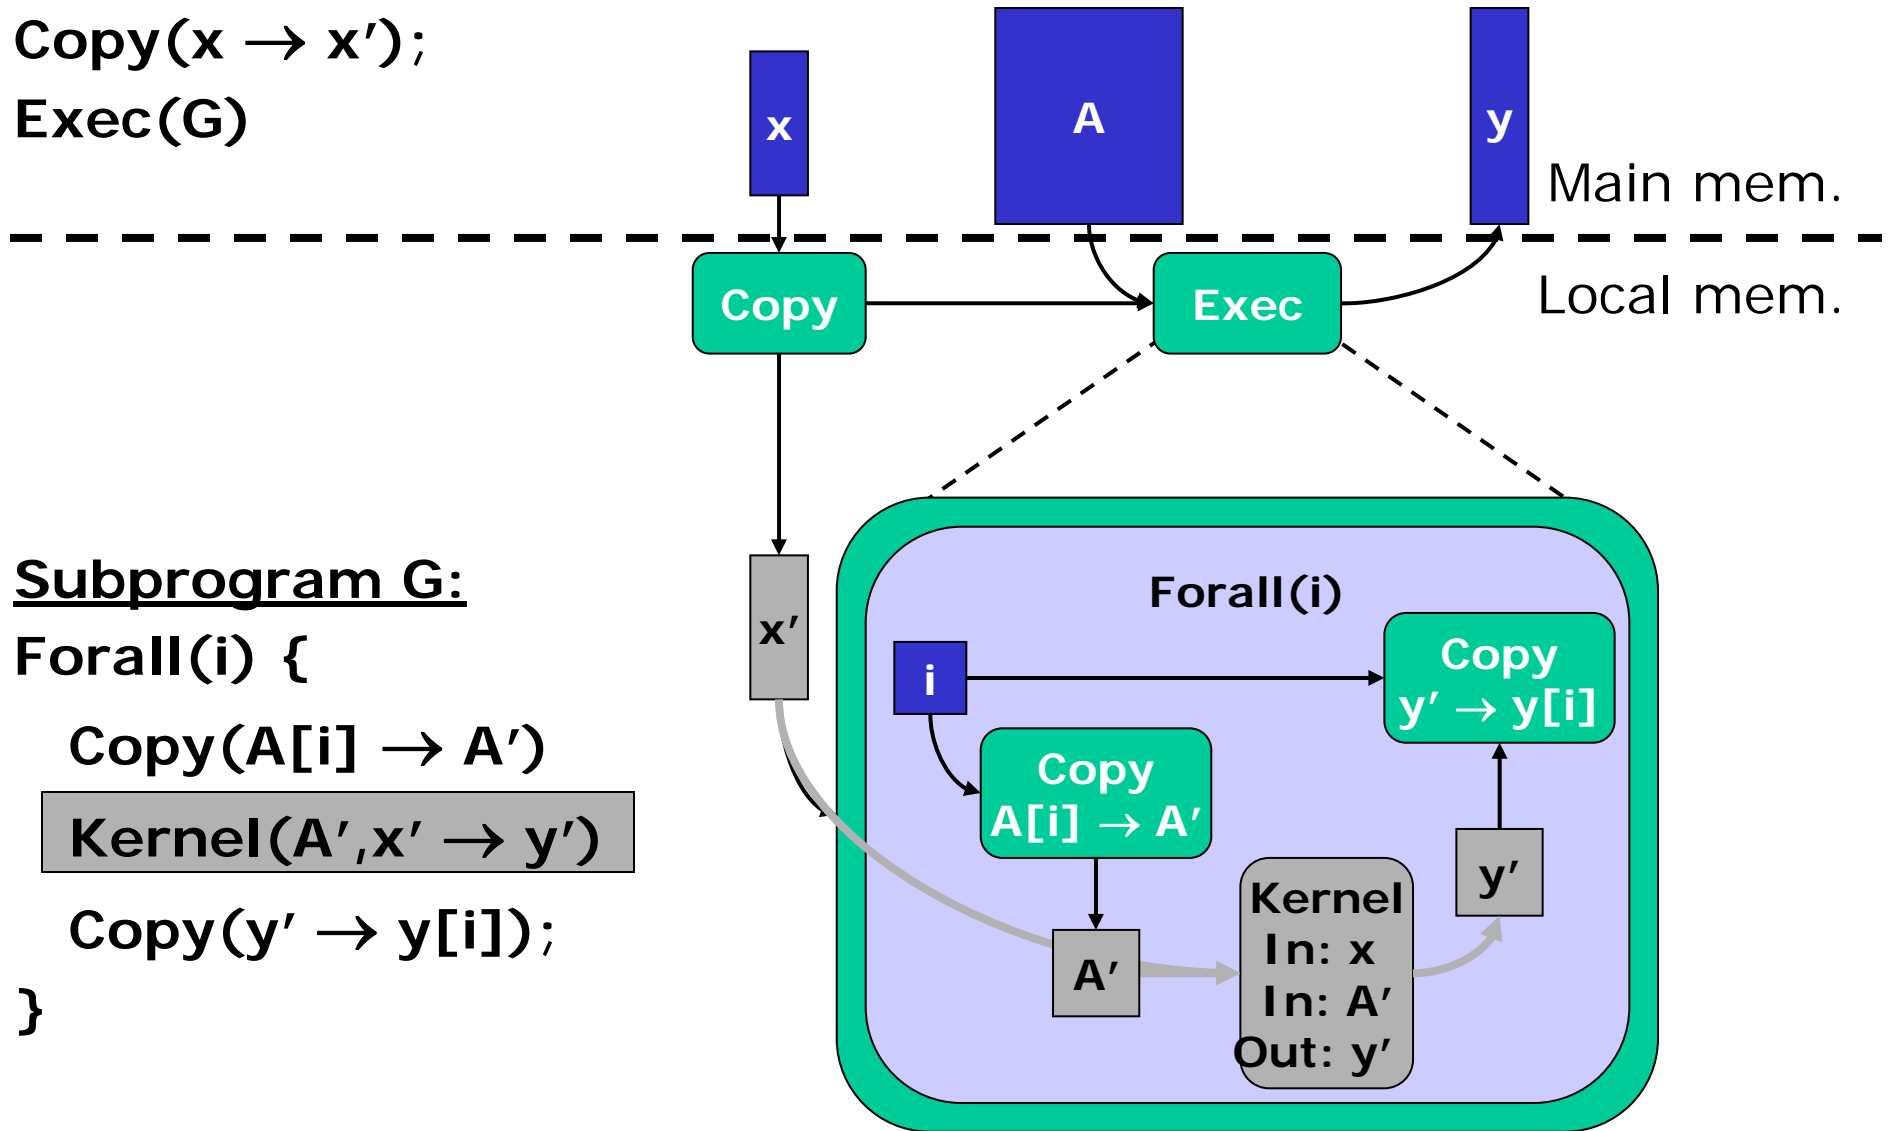 Copy(x → x′);
Exec(G)
x
A
y
Main mem.
Local mem.
Copy
Exec
Subprogram G:
Forall(i) {
Copy(A[i] → A′)
Kernel(A′,x′ → y′)
Copy(y′ → y[i]);
}
x′
Forall(i)
i
Copy
y′ → y[i]
Copy
A[i] → A′
y′
A′
Kernel
In: x
In: A′
Out: y′